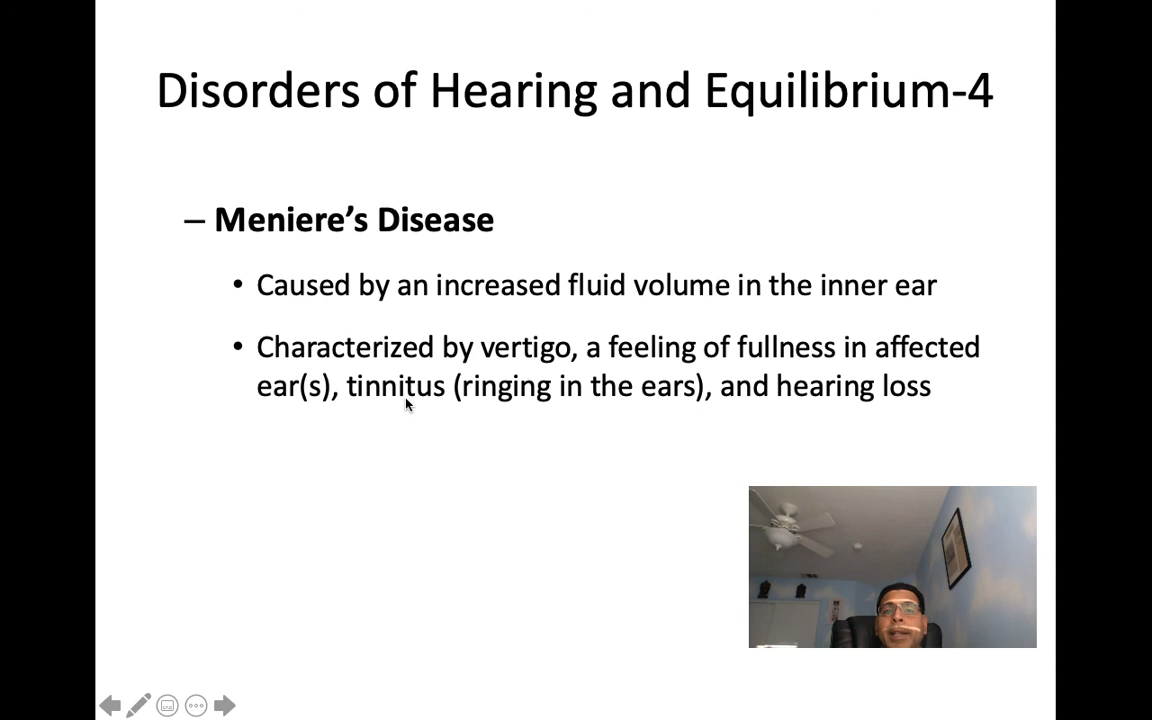 Disorders of Hearing and Equilibrium-4
– Meniere’s Disease
• Caused by an increased fluid volume in the inner ear
• Characterized by vertigo, a feeling of fullness in affected
ear(s), tinnitus (ringing in the ears), and hearing loss